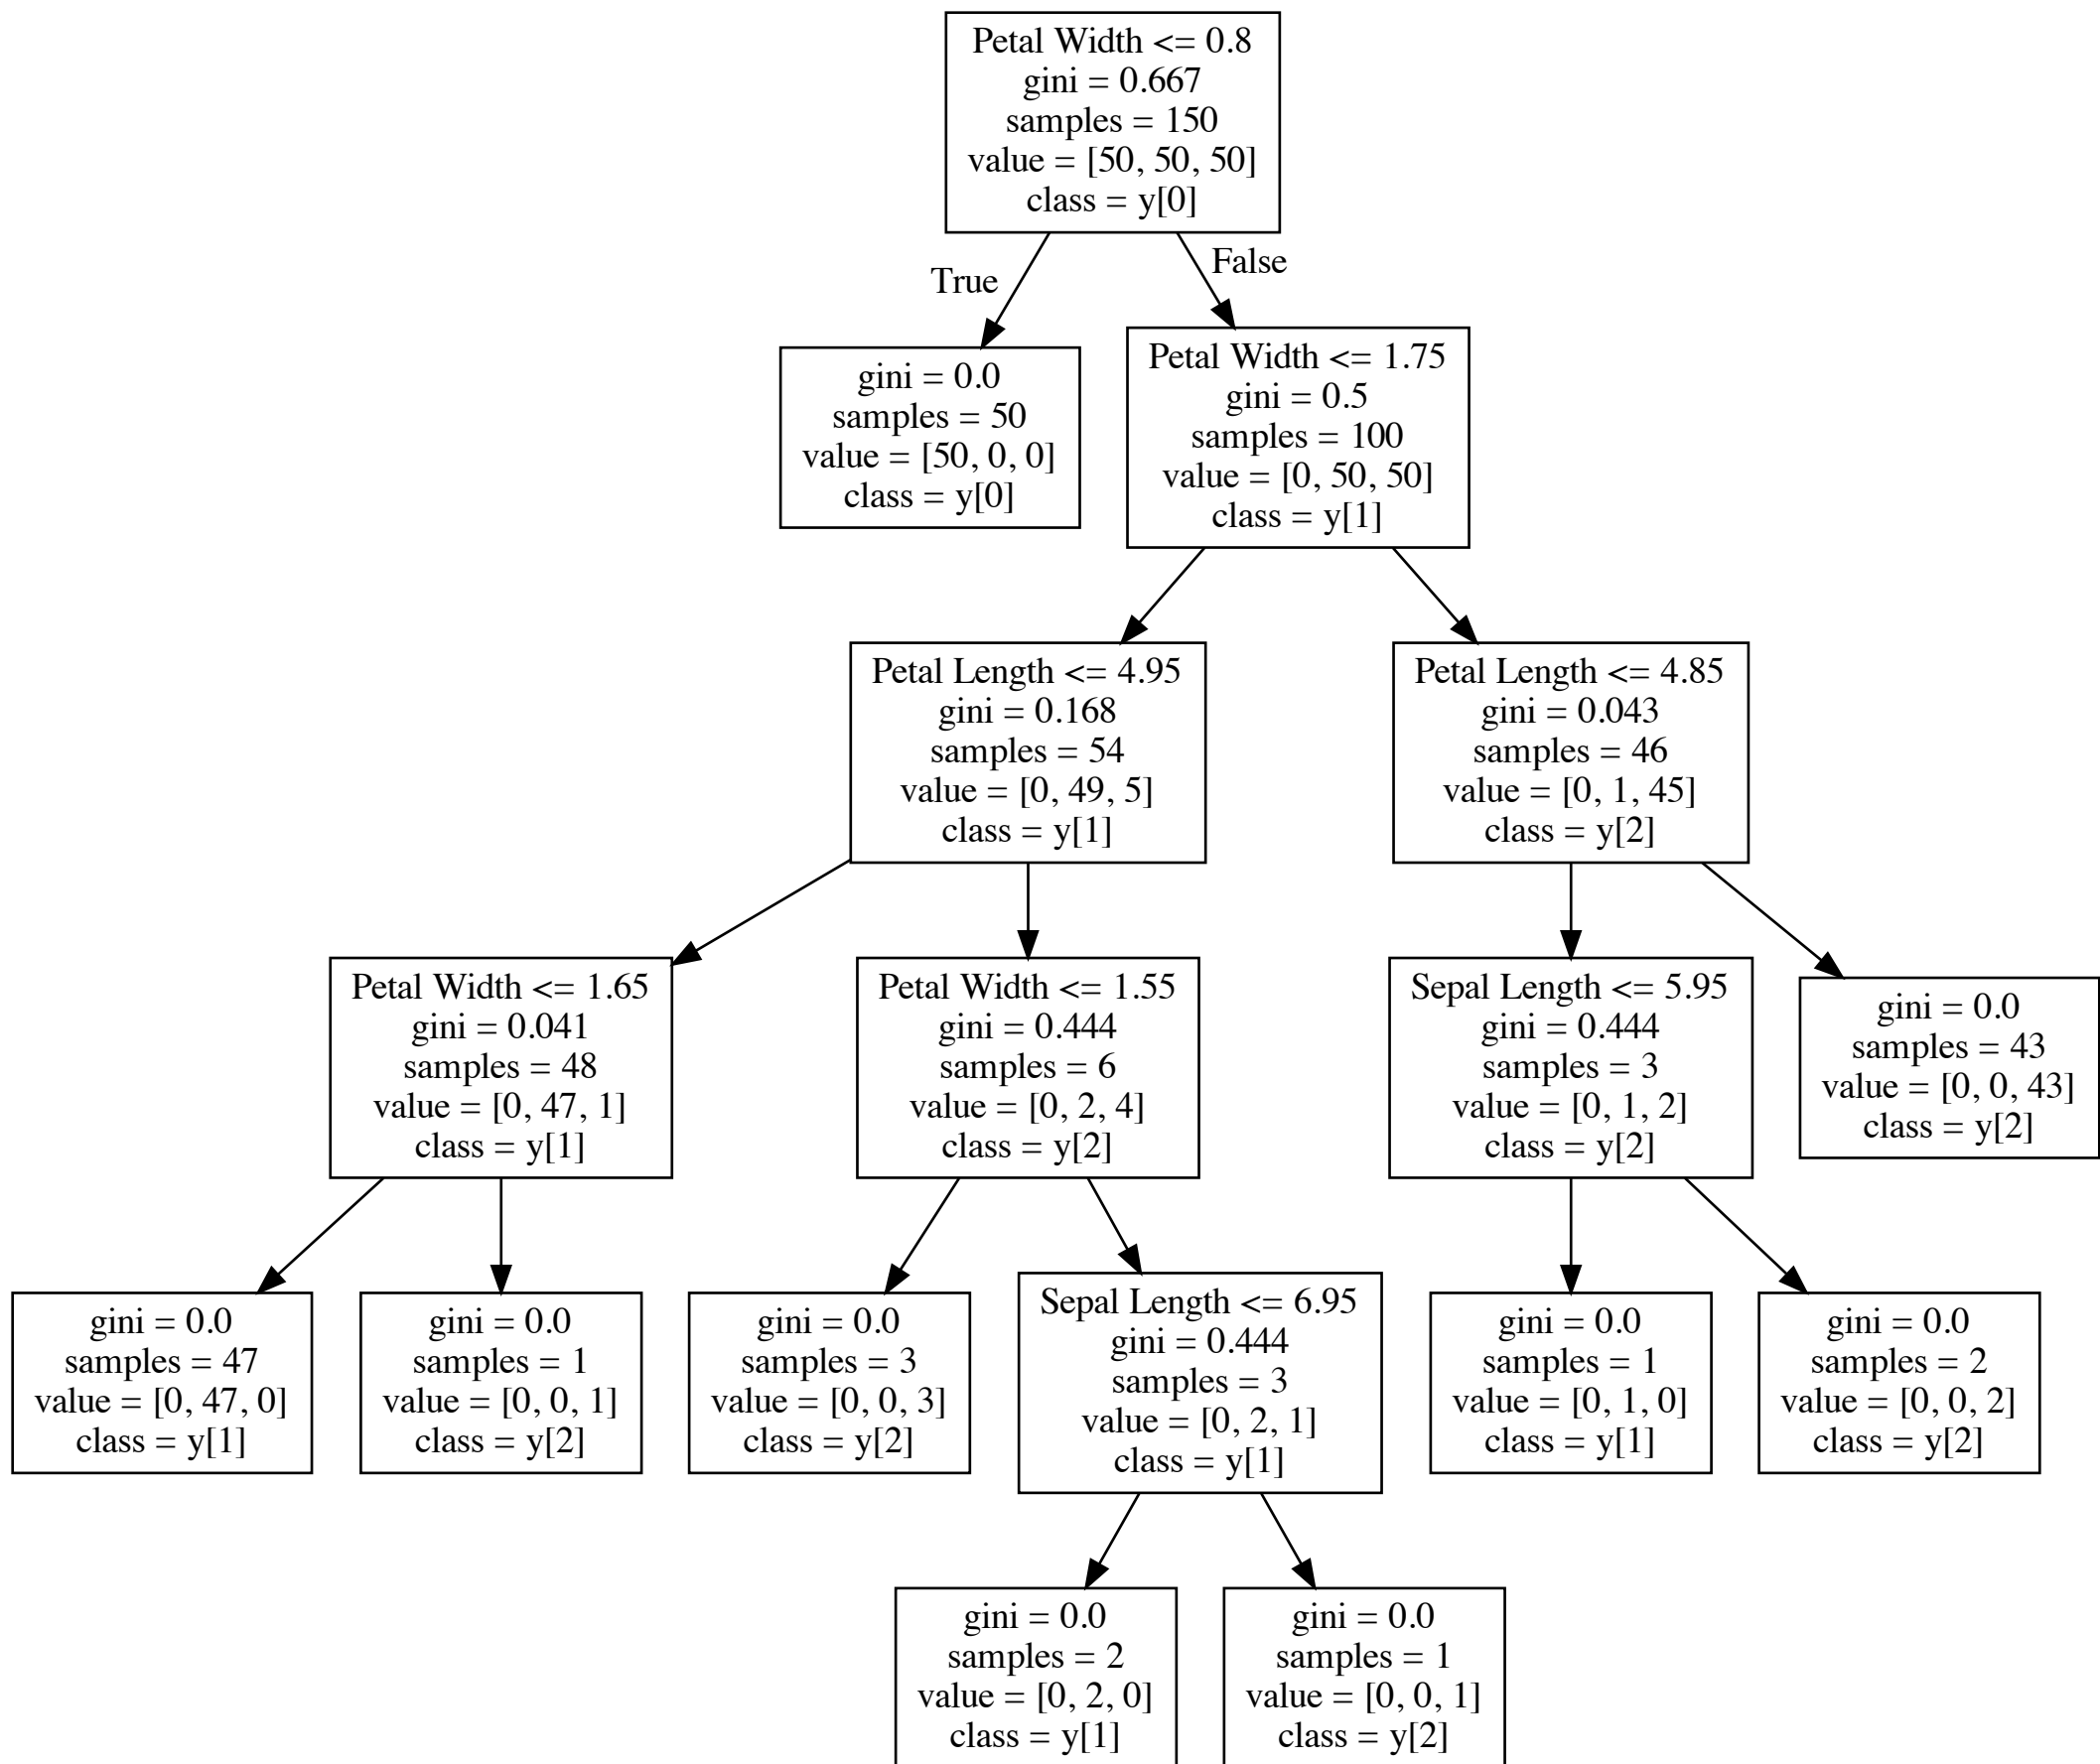 Petal Width <= 0.8
gini = 0.667
samples = 150
value = [50, 50, 50]
class = y[0]
True
False
gini = 0.0
samples = 50
value = [50, 0, 0]
class = y[0]
Petal Width <= 1.75
gini = 0.5
samples = 100
value = [0, 50, 50]
class = y[1]
Petal Length <= 4.95
gini = 0.168
samples = 54
value = [0, 49, 5]
class = y[1]
Petal Length <= 4.85
gini = 0.043
samples = 46
value = [0, 1, 45]
class = y[2]
Petal Width <= 1.65
gini = 0.041
samples = 48
value = [0, 47, 1]
class = y[1]
Petal Width <= 1.55
gini = 0.444
samples = 6
value = [0, 2, 4]
class = y[2]
Sepal Length <= 5.95
gini = 0.444
samples = 3
value = [0, 1, 2]
class = y[2]
gini = 0.0
samples = 43
value = [0, 0, 43]
class = y[2]
gini = 0.0
samples = 47
value = [0, 47, 0]
class = y[1]
gini = 0.0
samples = 1
value = [0, 0, 1]
class = y[2]
gini = 0.0
samples = 3
value = [0, 0, 3]
class = y[2]
Sepal Length <= 6.95
gini = 0.444
samples = 3
value = [0, 2, 1]
class = y[1]
gini = 0.0
samples = 1
value = [0, 1, 0]
class = y[1]
gini = 0.0
samples = 2
value = [0, 0, 2]
class = y[2]
gini = 0.0
samples = 2
value = [0, 2, 0]
class = y[1]
gini = 0.0
samples = 1
value = [0, 0, 1]
class = y[2]